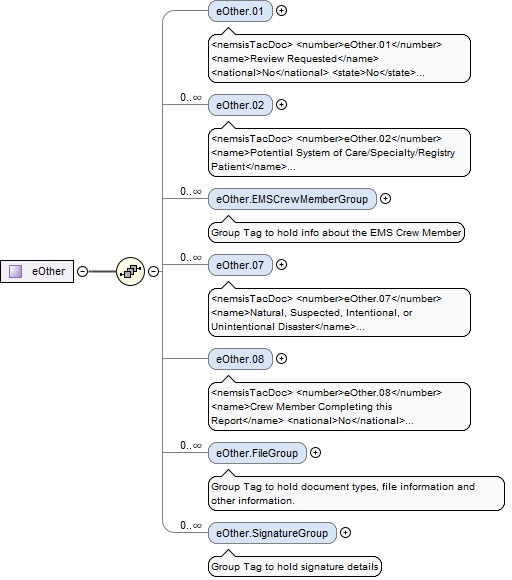 eOther.01
<nemsisTacDoc> <number>eOther.01</number>
<name>Review Requested</name>
<national>No</national> <state>No</state>...
0..∞
eOther.02
<nemsisTacDoc> <number>eOther.02</number>
<name>Potential System of Care/Specialty/Registry
Patient</name>...
0..∞
eOther.EMSCrewMemberGroup
Group Tag to hold info about the EMS Crew Member
0..∞
eOther.07
eOther
<nemsisTacDoc> <number>eOther.07</number>
<name>Natural, Suspected, Intentional, or
Unintentional Disaster</name>...
eOther.08
<nemsisTacDoc> <number>eOther.08</number>
<name>Crew Member Completing this
Report</name> <national>No</national>...
0..∞
eOther.FileGroup
Group Tag to hold document types, file information and
other information.
0..∞
eOther.SignatureGroup
Group Tag to hold signature details